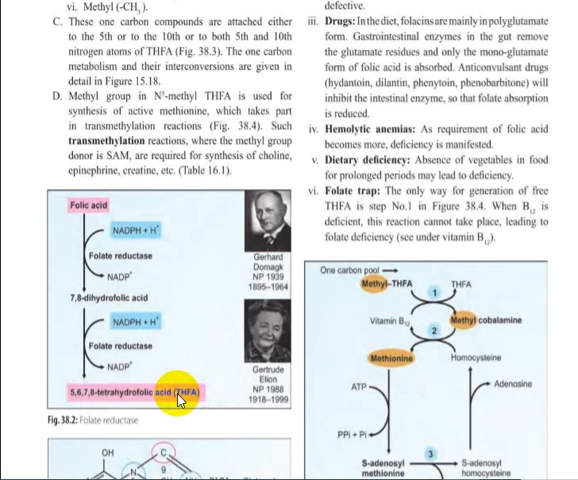 vi. Methyl (-CH3).
C. These one carbon compounds are attached either
to the 5th or to the 10th or to both 5th and 10th
nitrogen atoms of THFA (Fig. 38.3). The one carbon
metabolism and their interconversions are given in
detail in Figure 15.18.
D. Methyl group in N5-methyl THFA is used for
synthesis of active methionine, which takes part
in transmethylation reactions (Fig. 38.4). Such
transmethylation reactions, where the methyl group
donor is SAM, are required for synthesis of choline,
epinephrine, creatine, etc. (Table 16.1).
Folic acid
NADPH + H+
Folate reductase
NADP+
7,8-dihydrofolic acid
NADPH + H+
Folate reductase
NADP+
5,6,7,8-tetrahydrofolic acid (THFA)
Gerhard
Domagk
NP 1939
1895–1964
Gertrude
Elion
NP 1988
1918–1999
Fig. 38.2: Folate reductase
OH
C
9
N
defective.
iii. Drugs: In the diet, folacins are mainly in polyglutamate
form. Gastrointestinal enzymes in the gut remove
the glutamate residues and only the mono-glutamate
form of folic acid is absorbed. Anticonvulsant drugs
(hydantoin, dilantin, phenytoin, phenobarbitone) will
inhibit the intestinal enzyme, so that folate absorption
is reduced.
iv. Hemolytic anemias: As requirement of folic acid
becomes more, deficiency is manifested.
v. Dietary deficiency: Absence of vegetables in food
for prolonged periods may lead to deficiency.
vi. Folate trap: The only way for generation of free
THFA is step No.1 in Figure 38.4. When B12 is
deficient, this reaction cannot take place, leading to
folate deficiency (see under vitamin B12).
One carbon pool
Methyl-THFA
1
THFA
Vitamin B12
2
Methyl cobalamine
Methionine
Homocysteine
ATP
Adenosine
PPi + Pi
3
S-adenosyl
methionine
S-adenosyl
homocysteine